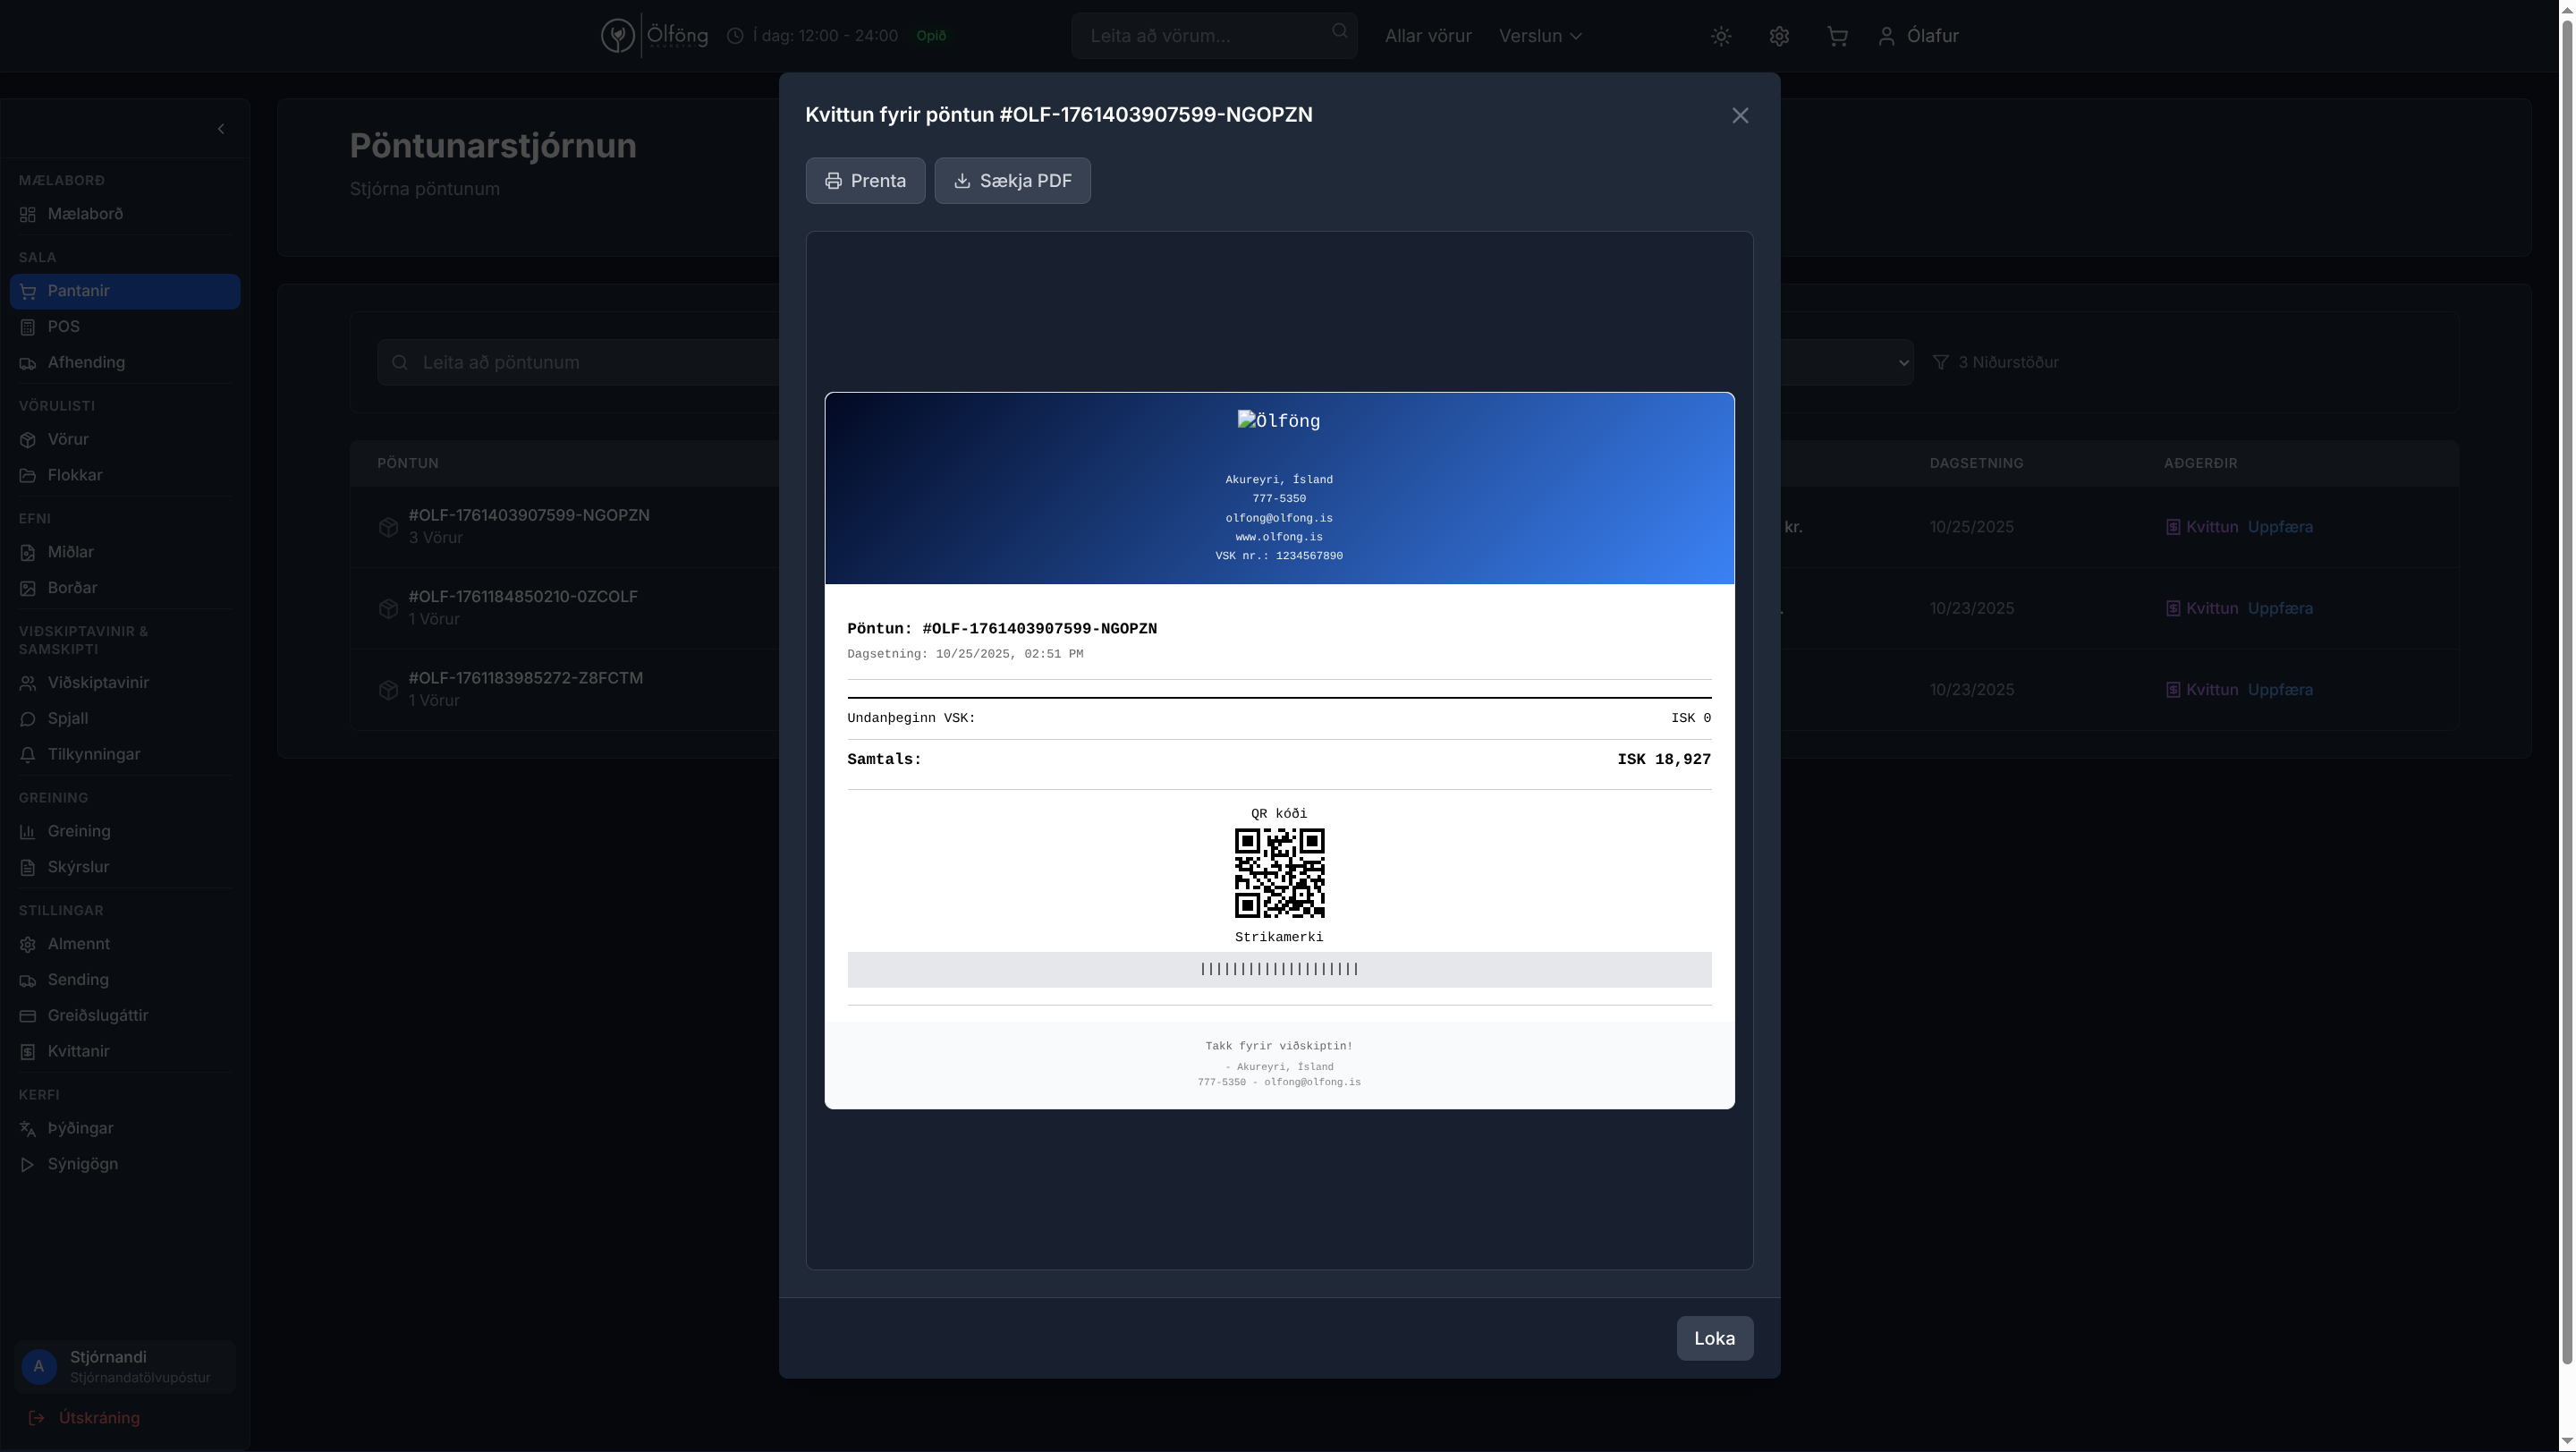 Ölföng
AKUREYRI
Í dag: 12:00 - 24:00
Opið
Leita að vörum...
Allar vörur
Verslun
Ólafur
MÆLABORÐ
Mælaborð
SALA
Pantanir
POS
Afhending
VÖRULISTI
Vörur
Flokkar
EFNI
Miðlar
Borðar
VIÐSKIPTAVINIR &
SAMSKIPTI
Viðskiptavinir
Spjall
Tilkynningar
GREINING
Greining
Skýrslur
STILLINGAR
Almennt
Sending
Greiðslugáttir
Kvittanir
KERFI
Þýðingar
Sýnigögn
A
Stjórnandi
Stjórnandatölvupóstur
Útskráning
Pöntunarstjórnun
Stjórna pöntunum
Leita að pöntunum
3 Niðurstöður
PÖNTUN
DAGSETNING
AÐGERÐIR
#OLF-1761403907599-NGOPZN
3 Vörur
kr.
10/25/2025
Kvittun Uppfæra
#OLF-1761184850210-0ZCOLF
1 Vörur
10/23/2025
Kvittun Uppfæra
#OLF-1761183985272-Z8FCTM
1 Vörur
10/23/2025
Kvittun Uppfæra
Kvittun fyrir pöntun #OLF-1761403907599-NGOPZN
Prenta
Sækja PDF
Ölföng
Akureyri, Ísland
777-5350
olfong@olfong.is
www.olfong.is
VSK nr.: 1234567890
Pöntun: #OLF-1761403907599-NGOPZN
Dagsetning: 10/25/2025, 02:51 PM
Undanþeginn VSK: ISK 0
Samtals: ISK 18,927
QR kóði
Strikamerki
||||||||||||||||||||
Takk fyrir viðskiptin!
- Akureyri, Ísland
777-5350 - olfong@olfong.is
Loka